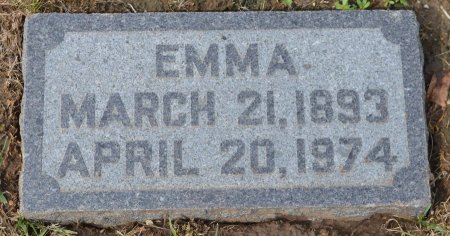 EMMA
MARCH 21, 1893
APRIL 20, 1974